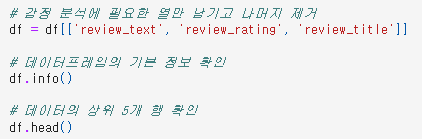 # 감정 분석에 필요한 열만 남기고 나머지 제거
df = df[['review_text', 'review_rating', 'review_title']]
# 데이터프레임의 기본 정보 확인
df.info()
# 데이터의 상위 5개 행 확인
df.head()